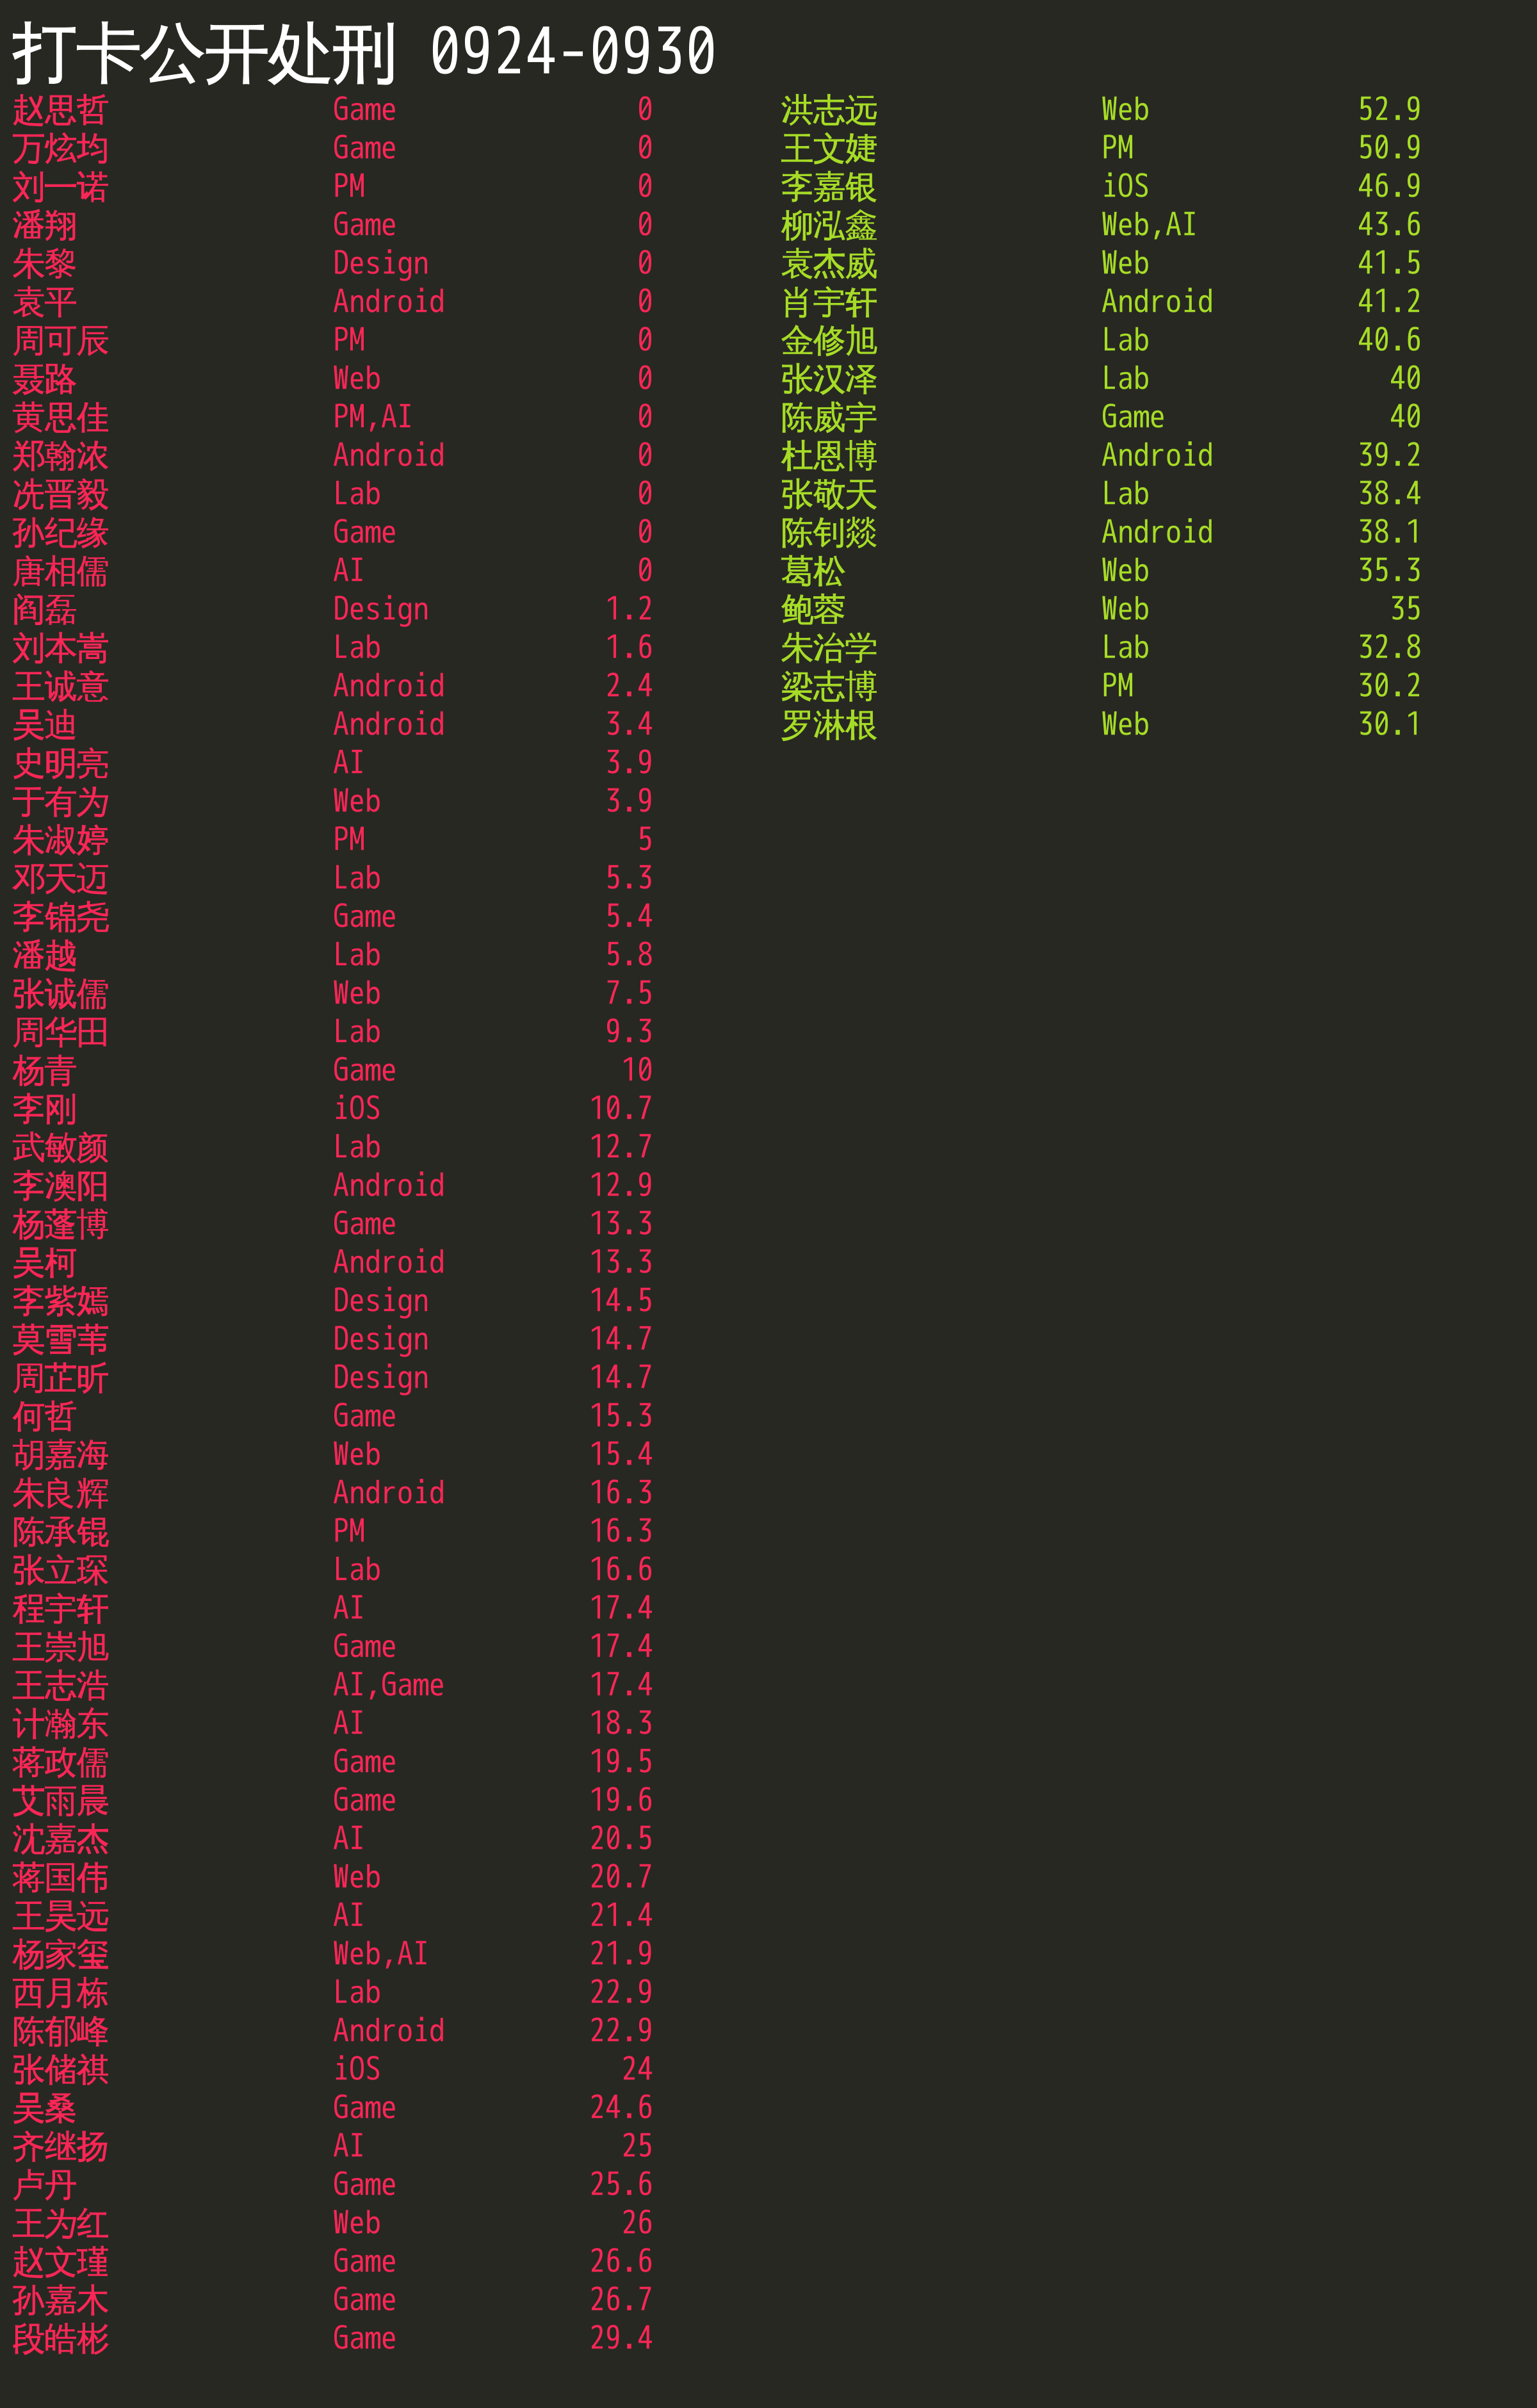 打卡公开处刑 0924-0930
赵思哲 Game 0
万炫均 Game 0
刘一诺 PM 0
潘翔 Game 0
朱黎 Design 0
袁平 Android 0
周可辰 PM 0
聂路 Web 0
黄思佳 PM,AI 0
郑翰浓 Android 0
冼晋毅 Lab 0
孙纪缘 Game 0
唐相儒 AI 0
阎磊 Design 1.2
刘本嵩 Lab 1.6
王诚意 Android 2.4
吴迪 Android 3.4
史明亮 AI 3.9
于有为 Web 3.9
朱淑婷 PM 5
邓天迈 Lab 5.3
李锦尧 Game 5.4
潘越 Lab 5.8
张诚儒 Web 7.5
周华田 Lab 9.3
杨青 Game 10
李刚 iOS 10.7
武敏颜 Lab 12.7
李澳阳 Android 12.9
杨蓬博 Game 13.3
吴柯 Android 13.3
李紫嫣 Design 14.5
莫雪苇 Design 14.7
周芷昕 Design 14.7
何哲 Game 15.3
胡嘉海 Web 15.4
朱良辉 Android 16.3
陈承锟 PM 16.3
张立琛 Lab 16.6
程宇轩 AI 17.4
王崇旭 Game 17.4
王志浩 AI,Game 17.4
计瀚东 AI 18.3
蒋政儒 Game 19.5
艾雨晨 Game 19.6
沈嘉杰 AI 20.5
蒋国伟 Web 20.7
王昊远 AI 21.4
杨家玺 Web,AI 21.9
西月栋 Lab 22.9
陈郁峰 Android 22.9
张储祺 iOS 24
吴桑 Game 24.6
齐继扬 AI 25
卢丹 Game 25.6
王为红 Web 26
赵文瑾 Game 26.6
孙嘉木 Game 26.7
段皓彬 Game 29.4
洪志远 Web 52.9
王文婕 PM 50.9
李嘉银 iOS 46.9
柳泓鑫 Web,AI 43.6
袁杰威 Web 41.5
肖宇轩 Android 41.2
金修旭 Lab 40.6
张汉泽 Lab 40
陈威宇 Game 40
杜恩博 Android 39.2
张敬天 Lab 38.4
陈钊燚 Android 38.1
葛松 Web 35.3
鲍蓉 Web 35
朱治学 Lab 32.8
梁志博 PM 30.2
罗淋根 Web 30.1